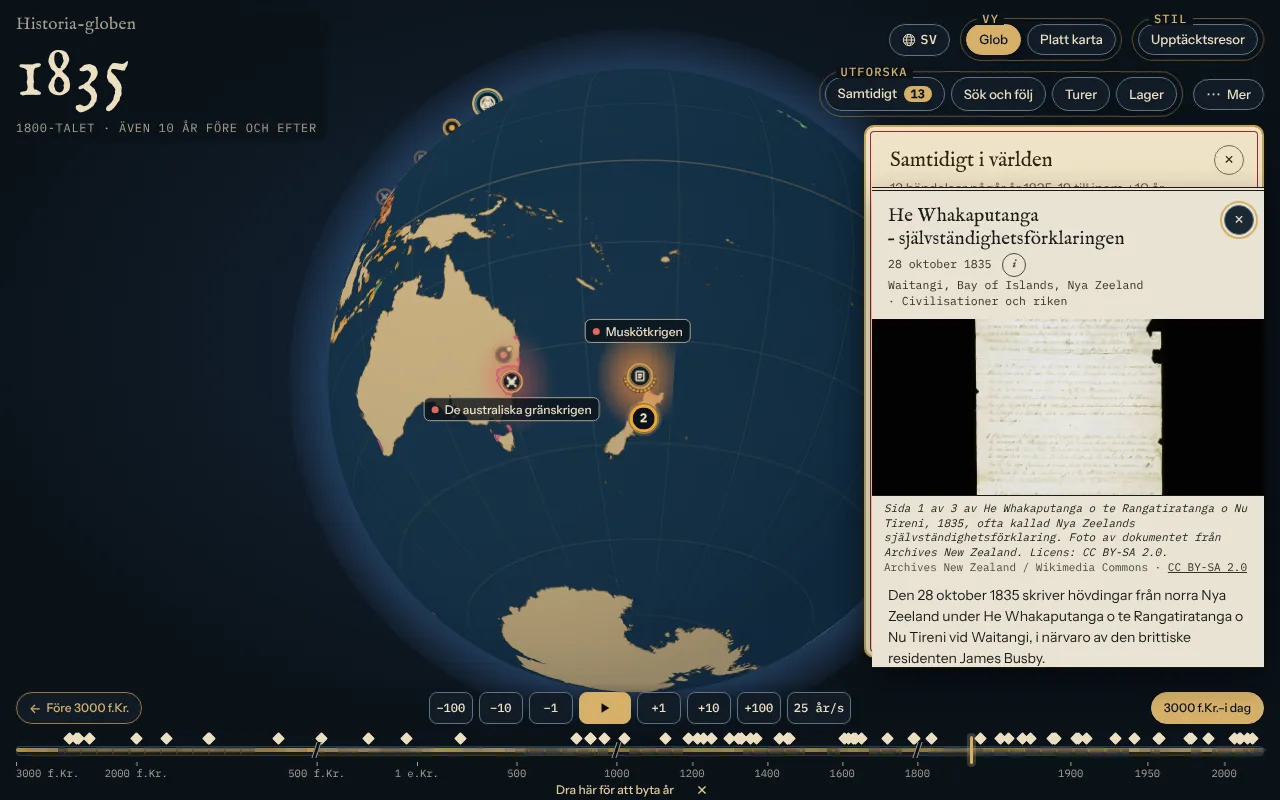 Historia-globen
1835
1800-TALET · ÄVEN 10 ÅR FÖRE OCH EFTER
SV
VY
Glob
Platt karta
STIL
Upptäcktsresor
UTFORSKA
Samtidigt 13
Sök och följ
Turer
Lager
··· Mer
Samtidigt i världen
He Whakaputanga
- självständighetsförklaringen
28 oktober 1835 i
Waitangi, Bay of Islands, Nya Zeeland
· Civilisationer och riken
Sida 1 av 3 av He Whakaputanga o te Rangatiratanga o Nu
Tireni, 1835, ofta kallad Nya Zeelands
självständighetsförklaring. Foto av dokumentet från
Archives New Zealand. Licens: CC BY-SA 2.0.
Archives New Zealand / Wikimedia Commons · CC BY-SA 2.0
Den 28 oktober 1835 skriver hövdingar från norra Nya
Zeeland under He Whakaputanga o te Rangatiratanga o
Nu Tireni vid Waitangi, i närvaro av den brittiske
residenten James Busby.
Muskötkrigen
De australiska gränskrigen
2
← Före 3000 f.Kr.
−100
−10
−1
+1
+10
+100
25 år/s
3000 f.Kr.–i dag
3000 f.Kr.
2000 f.Kr.
500 f.Kr.
1 e.Kr.
500
1000
1200
1400
1600
1800
1900
1950
2000
Dra här för att byta år ×